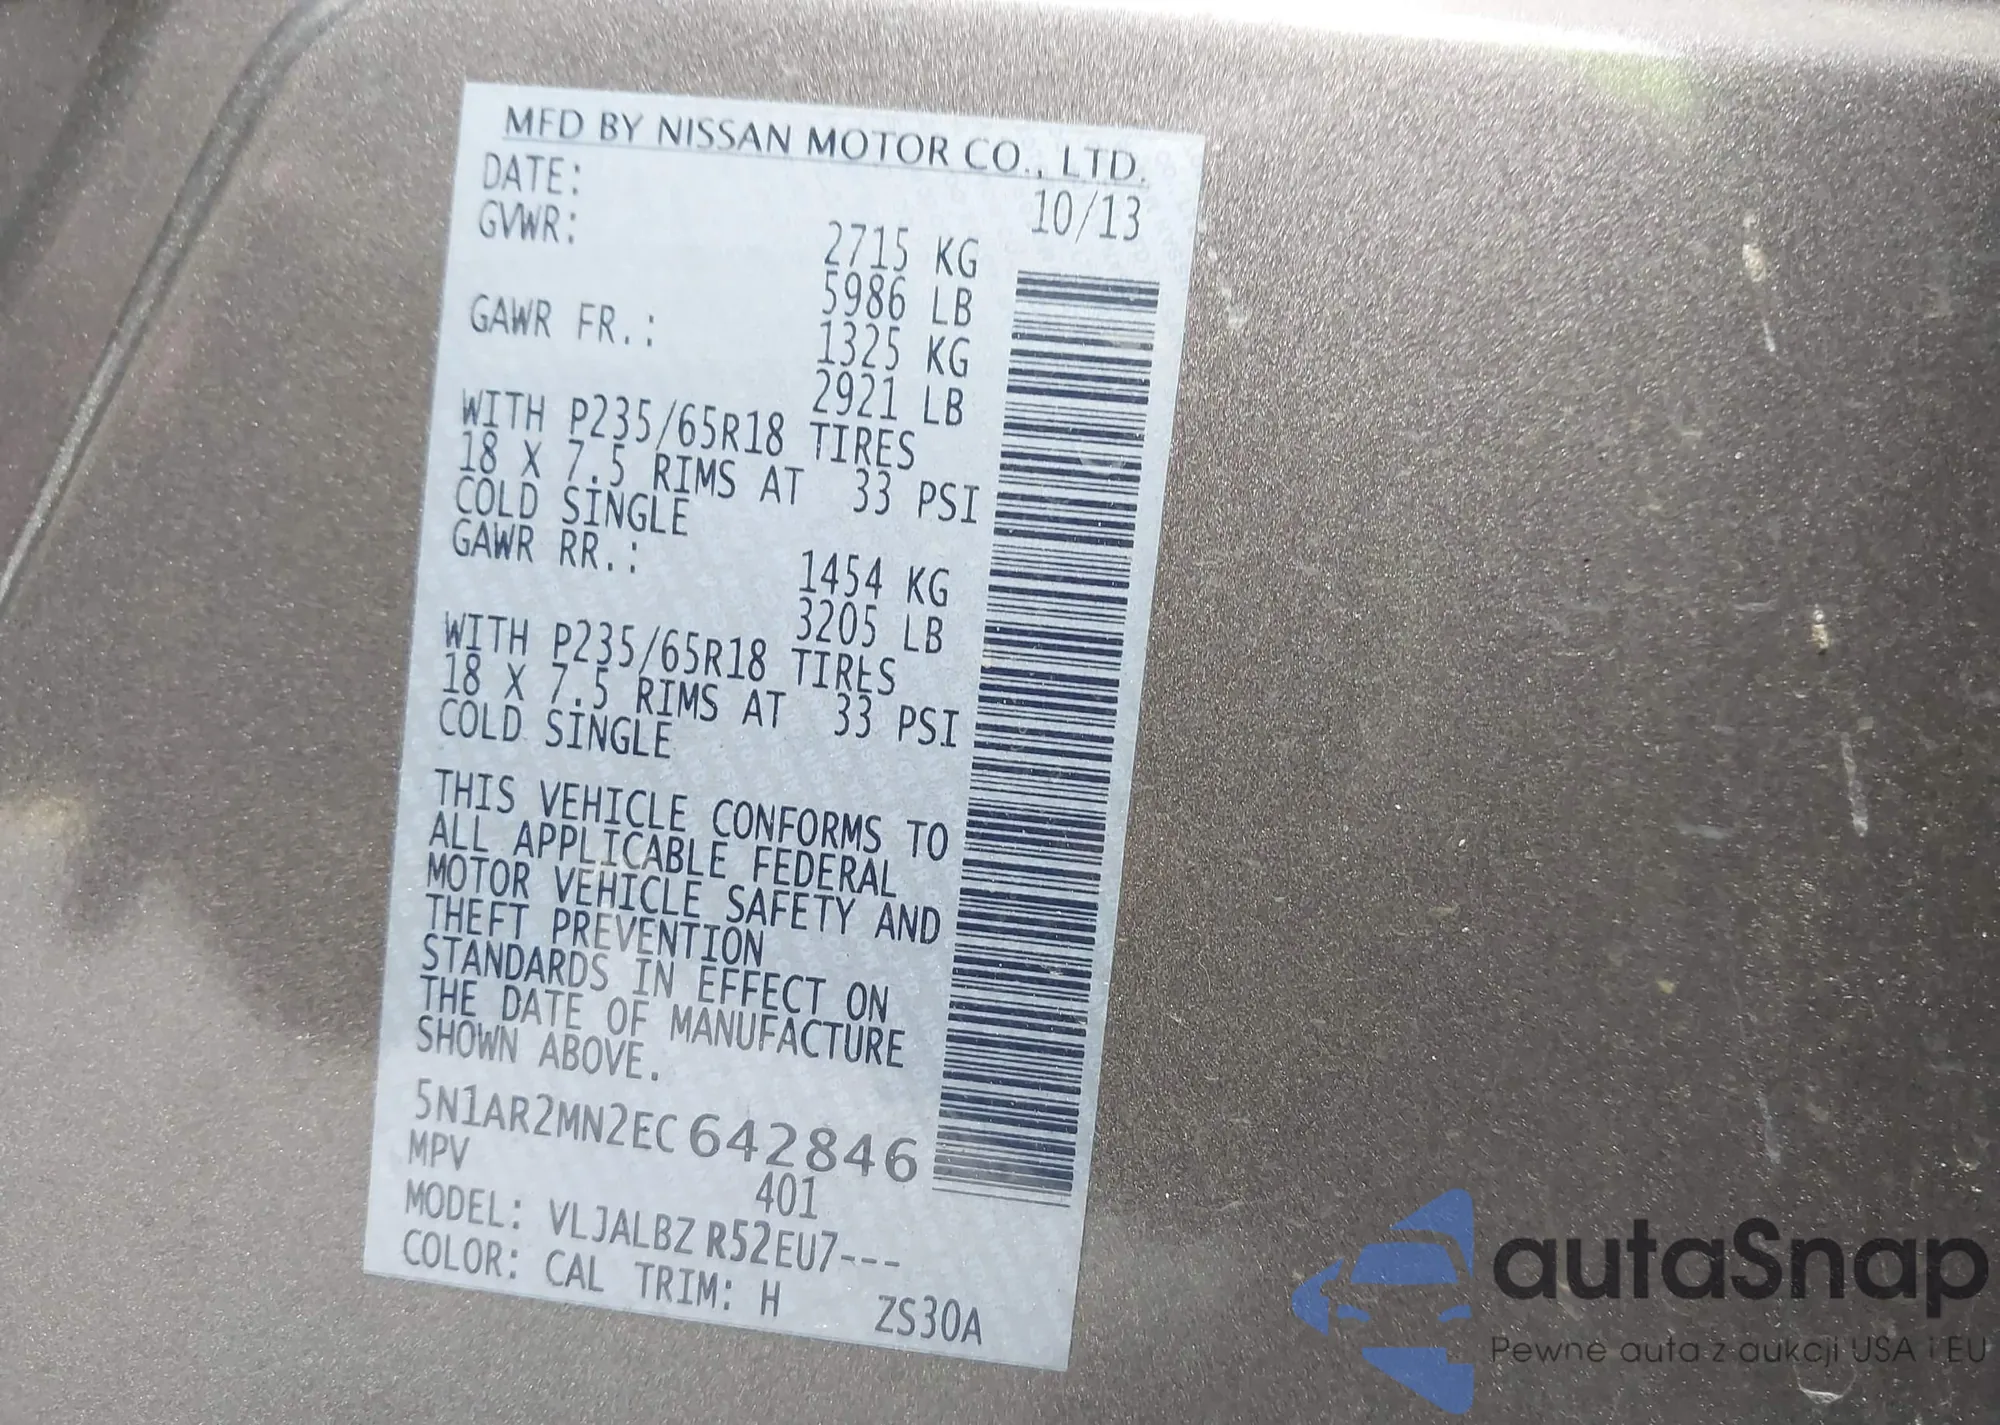 MFD BY NISSAN MOTOR CO., LTD.
DATE: 10/13
GVWR: 2715 KG
5986 LB
GAWR FR.: 1325 KG
2921 LB
WITH P235/65R18 TIRES
18 X 7.5 RIMS AT 33 PSI
COLD SINGLE
GAWR RR.: 1454 KG
3205 LB
WITH P235/65R18 TIRES
18 X 7.5 RIMS AT 33 PSI
COLD SINGLE
THIS VEHICLE CONFORMS TO
ALL APPLICABLE FEDERAL
MOTOR VEHICLE SAFETY AND
THEFT PREVENTION
STANDARDS IN EFFECT ON
THE DATE OF MANUFACTURE
SHOWN ABOVE.
5N1AR2MN2EC642846
MPV 401
MODEL: VLJALBZ R52EU7---
COLOR: CAL TRIM: H ZS30A
autaSnap
Pewne auta z aukcji USA i EU